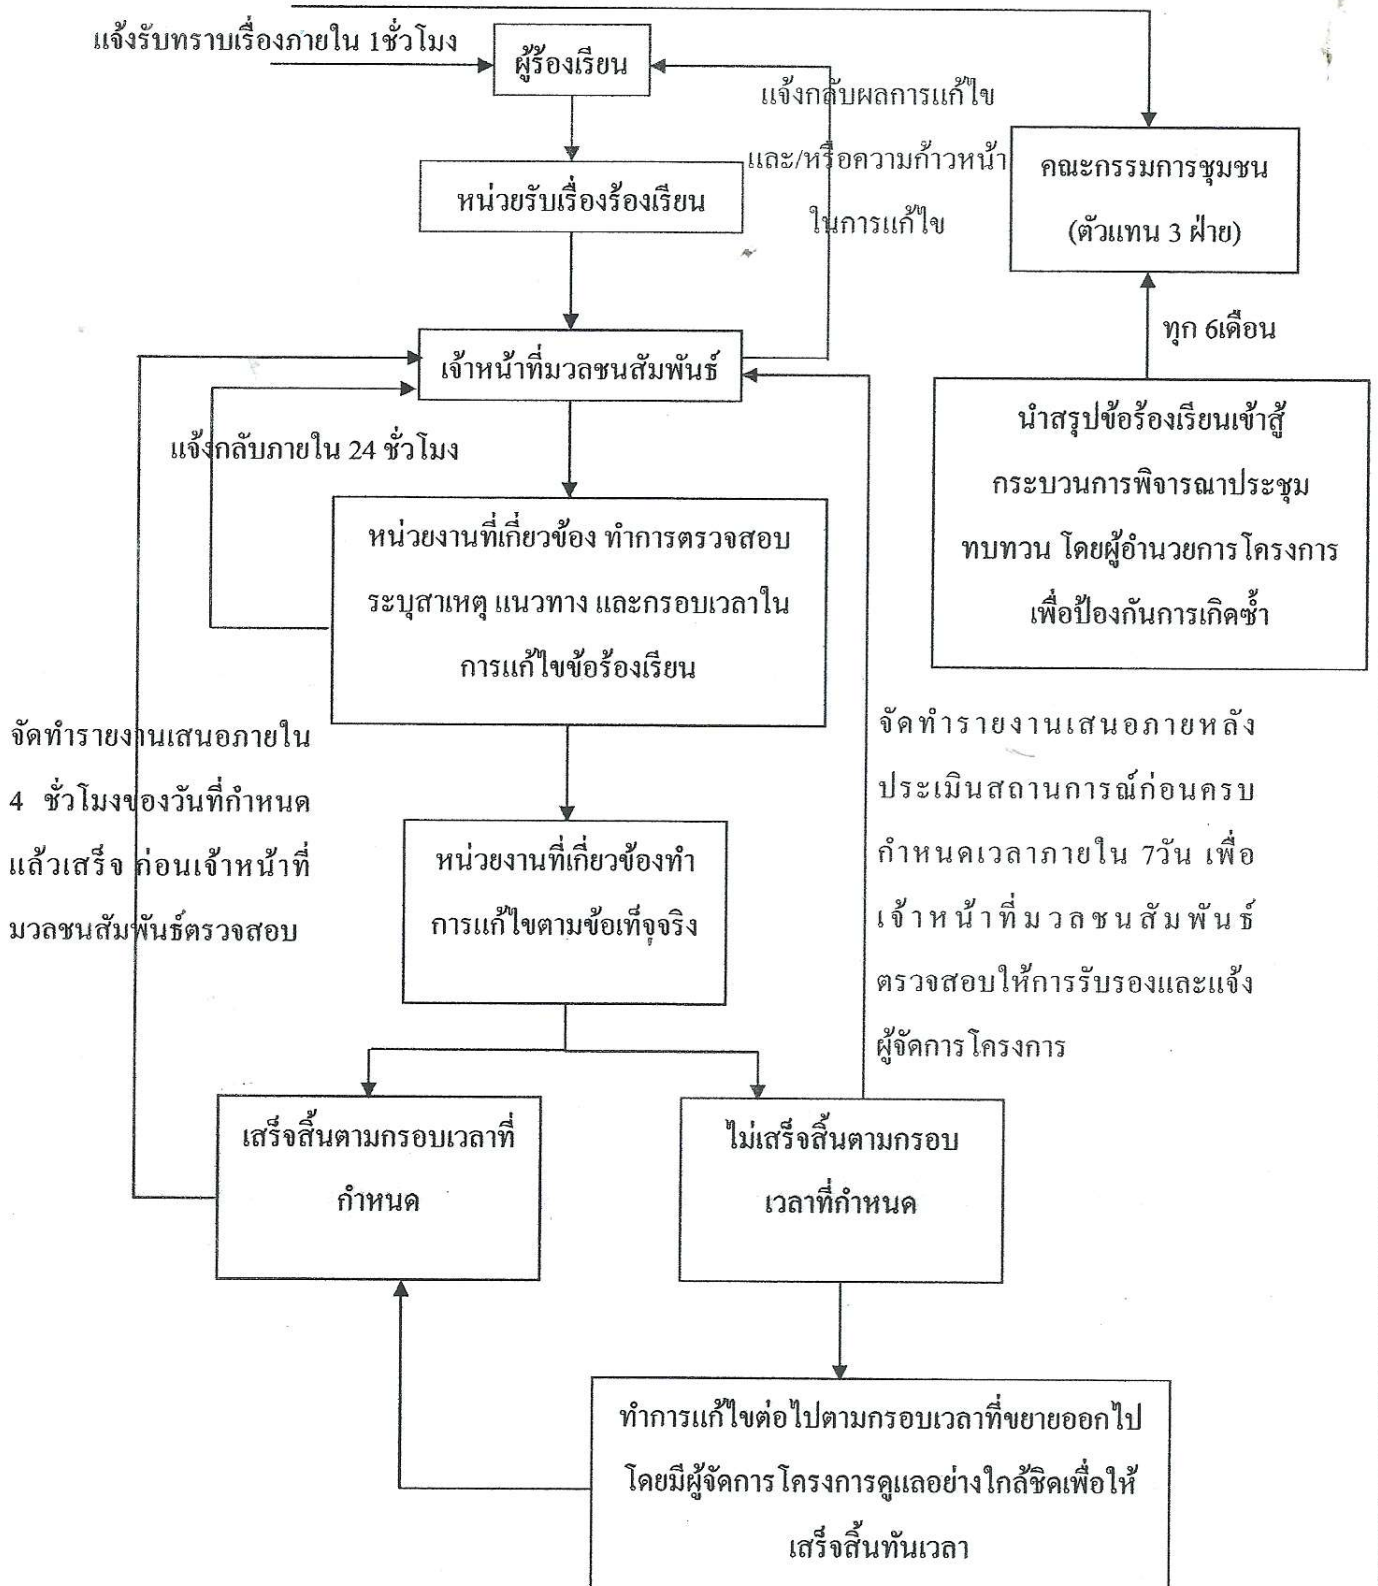 แจ้งรับทราบเรื่องภายใน 1ชั่วโมง
ผู้ร้องเรียน
แจ้งกลับผลการแก้ไข
และ/หรือความก้าวหน้า
ในการแก้ไข
คณะกรรมการชุมชน
(ตัวแทน 3 ฝ่าย)
หน่วยรับเรื่องร้องเรียน
ทุก 6เดือน
เจ้าหน้าที่มวลชนสัมพันธ์
นำสรุปข้อร้องเรียนเข้าสู้
กระบวนการพิจารณาประชุม
ทบทวน โดยผู้อำนวยการโครงการ
เพื่อป้องกันการเกิดซ้ำ
แจ้งกลับภายใน 24 ชั่วโมง
หน่วยงานที่เกี่ยวข้อง ทำการตรวจสอบ
ระบุสาเหตุ แนวทาง และกรอบเวลาใน
การแก้ไขข้อร้องเรียน
จัดทำรายงานเสนอภายใน
4 ชั่วโมงของวันที่กำหนด
แล้วเสร็จ ก่อนเจ้าหน้าที่
มวลชนสัมพันธ์ตรวจสอบ
จัดทำรายงานเสนอภายหลัง
ประเมินสถานการณ์ก่อนครบ
กำหนดเวลาภายใน 7วัน เพื่อ
เจ้าหน้าที่มวลชนสัมพันธ์
ตรวจสอบให้การรับรองและแจ้ง
ผู้จัดการโครงการ
หน่วยงานที่เกี่ยวข้องทำ
การแก้ไขตามข้อเท็จุจริง
เสร็จสิ้นตามกรอบเวลาที่
กำหนด
ไม่เสร็จสิ้นตามกรอบ
เวลาที่กำหนด
ทำการแก้ไขต่อไปตามกรอบเวลาที่ขยายออกไป
โดยมีผู้จัดการโครงการดูแลอย่างใกล้ชิดเพื่อให้
เสร็จสิ้นทันเวลา